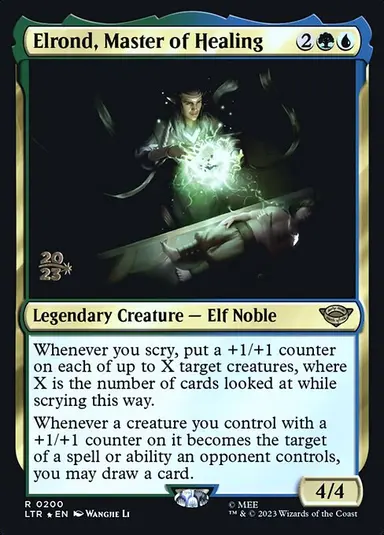 Elrond, Master of Healing 2
20
23
Legendary Creature — Elf Noble
Whenever you scry, put a +1/+1 counter
on each of up to X target creatures, where
X is the number of cards looked at while
scrying this way.
Whenever a creature you control with a
+1/+1 counter on it becomes the target
of a spell or ability an opponent controls,
you may draw a card.
4/4
R 0200
LTR ★ EN Wangjie Li
© MEE
™ & © 2023 Wizards of the Coast